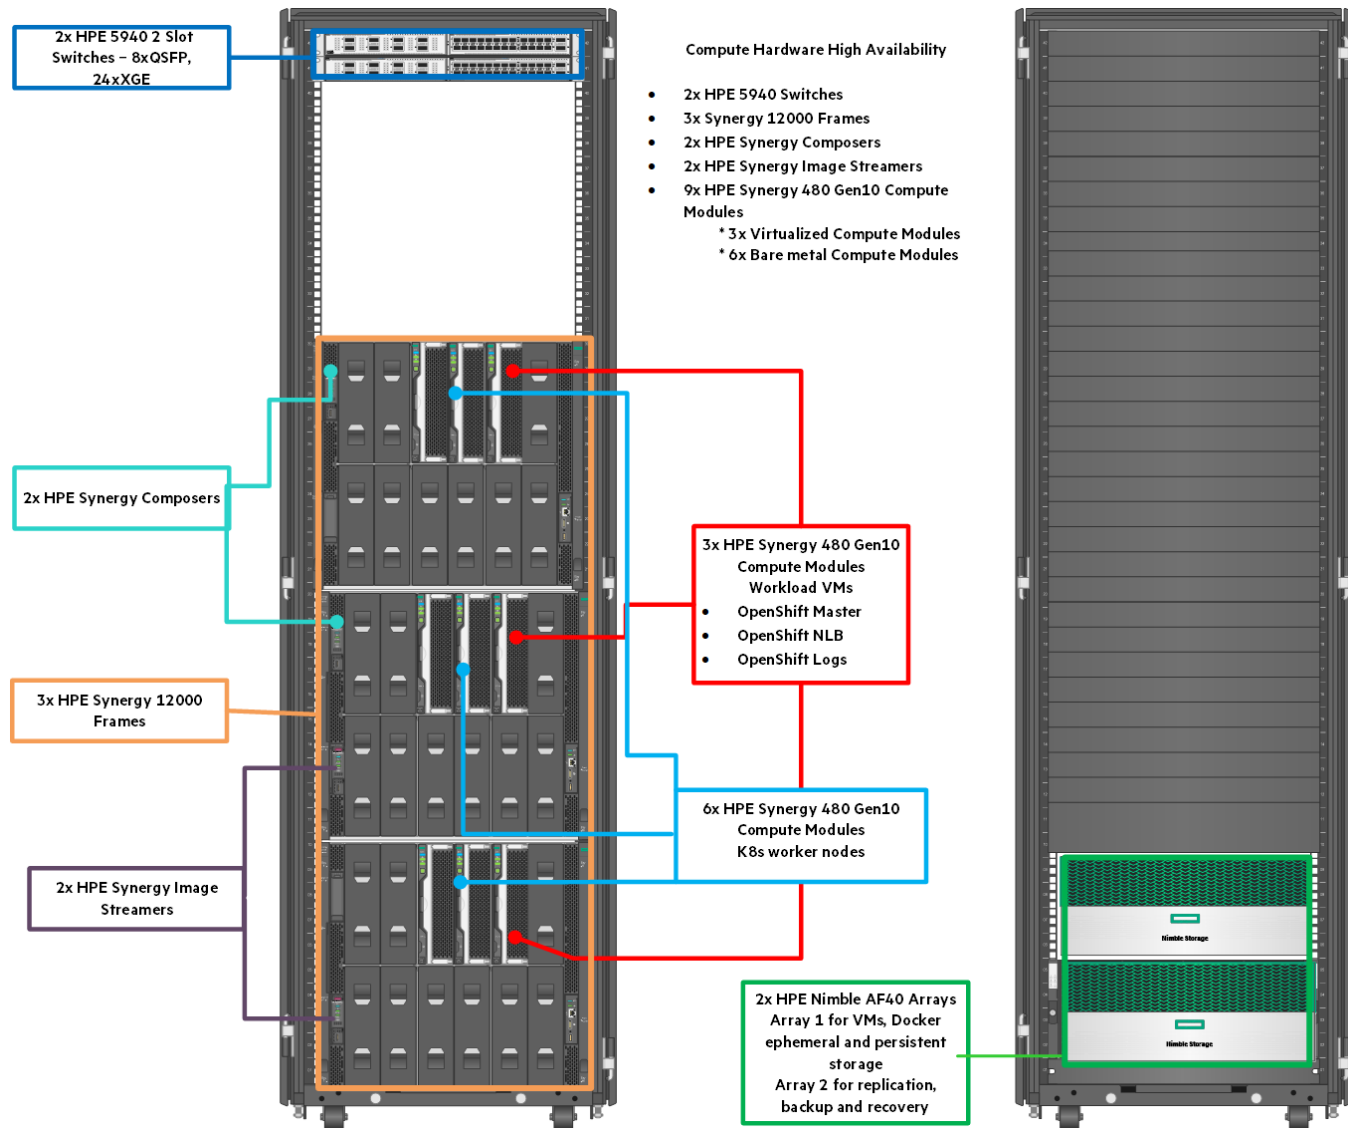 2x HPE 5940 2 Slot
Switches – 8xQSFP,
24xXGE
Compute Hardware High Availability
• 2x HPE 5940 Switches
• 3x Synergy 12000 Frames
• 2x HPE Synergy Composers
• 2x HPE Synergy Image Streamers
• 9x HPE Synergy 480 Gen10 Compute
Modules
* 3x Virtualized Compute Modules
* 6x Bare metal Compute Modules
2x HPE Synergy Composers
3x HPE Synergy 480 Gen10
Compute Modules
Workload VMs
• OpenShift Master
• OpenShift NLB
• OpenShift Logs
3x HPE Synergy 12000
Frames
6x HPE Synergy 480 Gen10
Compute Modules
K8s worker nodes
2x HPE Synergy Image
Streamers
Nimble Storage
Nimble Storage
2x HPE Nimble AF40 Arrays
Array 1 for VMs, Docker
ephemeral and persistent
storage
Array 2 for replication,
backup and recovery